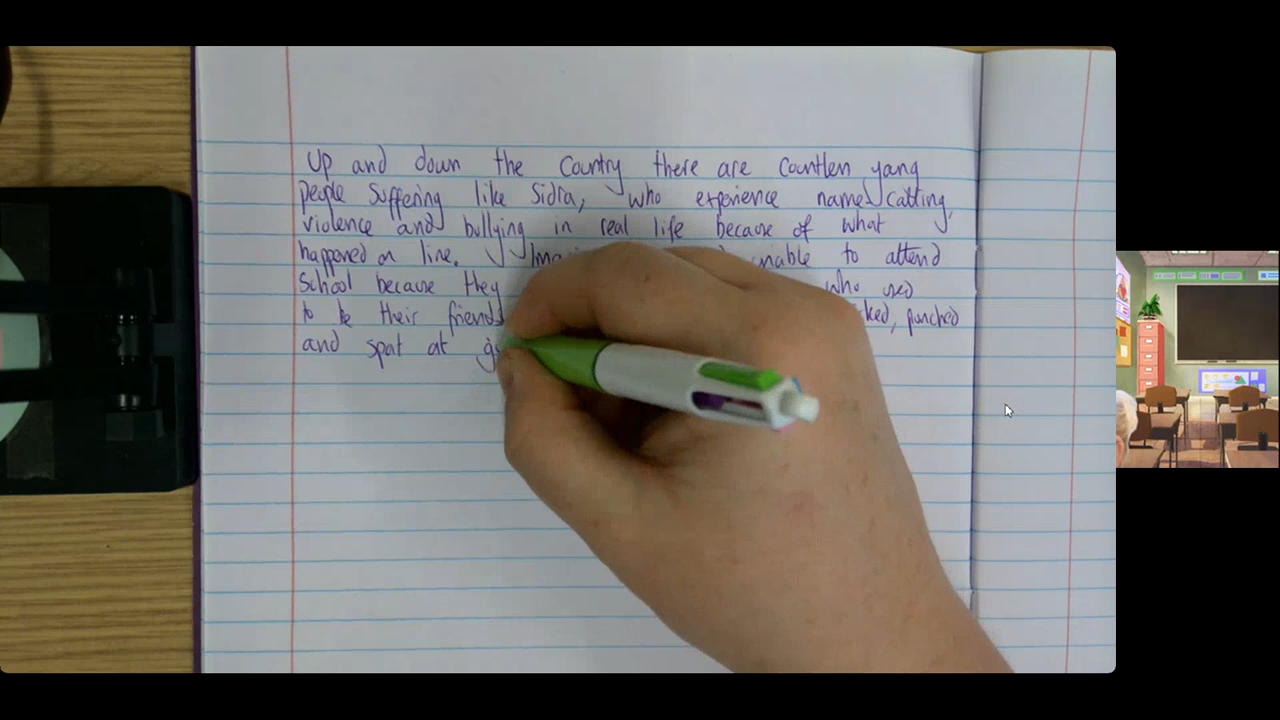 Up and down the Country there are Countless young
people Suffering like Sidra, who experience name calling,
violence and bullying in real life because of what
happened on line. unable to attend
School because they who used
to be their friends punched
and spat at